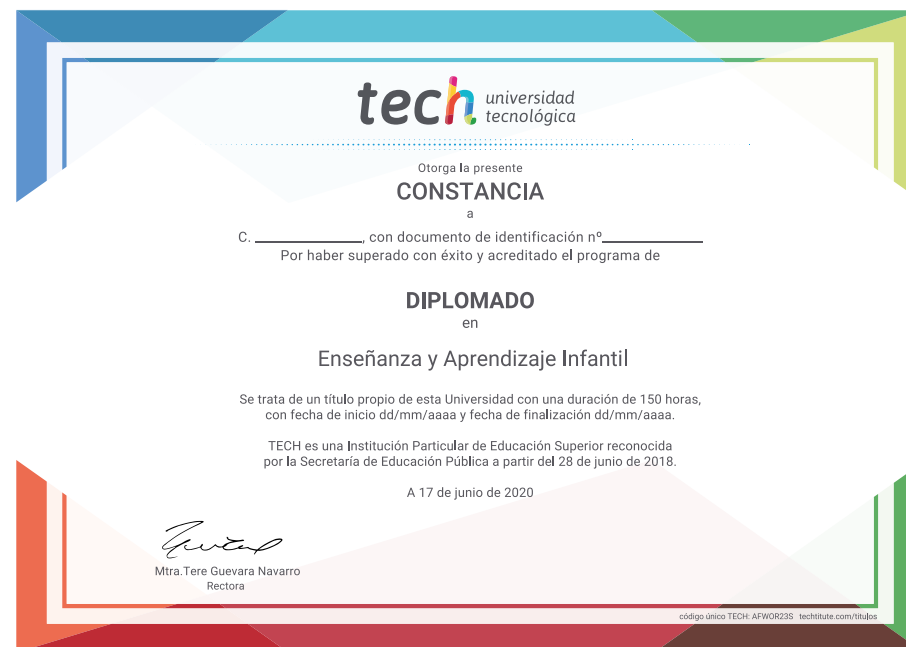 tech universidad
tecnológica
Otorga la presente
CONSTANCIA
a
C. ______________, con documento de identificación nº_____________
Por haber superado con éxito y acreditado el programa de
DIPLOMADO
en
Enseñanza y Aprendizaje Infantil
Se trata de un título propio de esta Universidad con una duración de 150 horas,
con fecha de inicio dd/mm/aaaa y fecha de finalización dd/mm/aaaa.
TECH es una Institución Particular de Educación Superior reconocida
por la Secretaría de Educación Pública a partir del 28 de junio de 2018.
A 17 de junio de 2020
Mtra.Tere Guevara Navarro
Rectora
código único TECH: AFWOR23S techtitute.com/titulos